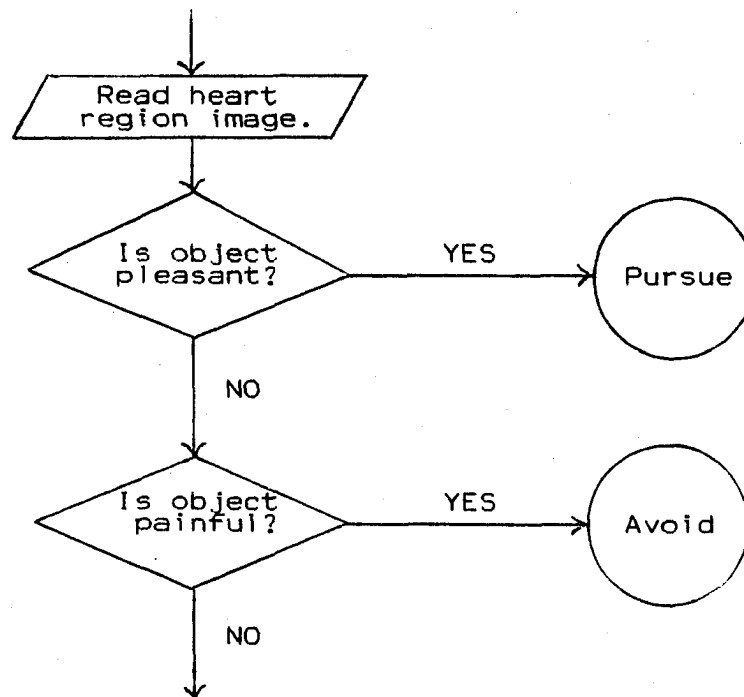 Read heart
region image.
Is object
pleasant?
YES
Pursue
NO
Is object
painful?
YES
Avoid
NO